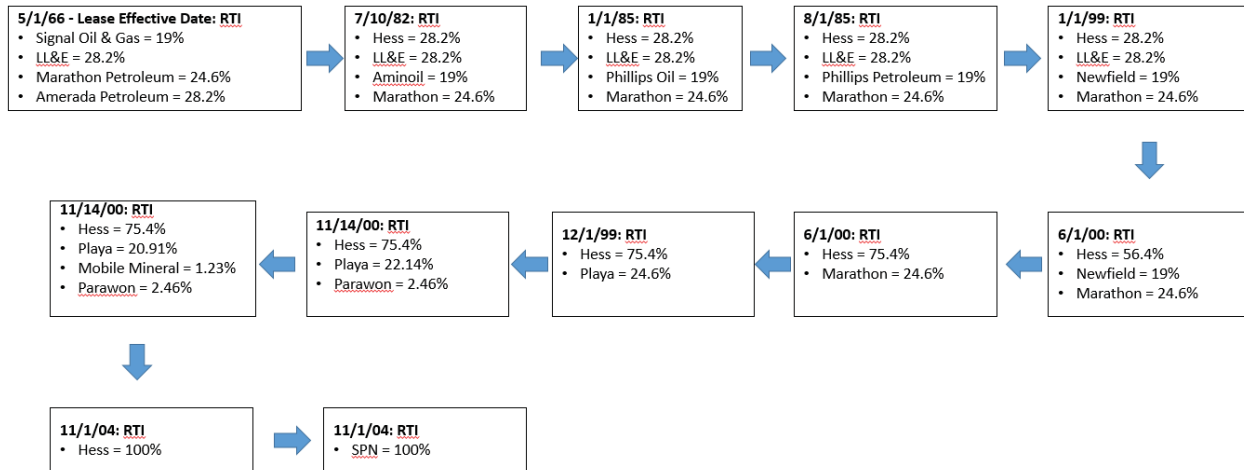 5/1/66 - Lease Effective Date: RTI
• Signal Oil & Gas = 19%
• LL&E = 28.2%
• Marathon Petroleum = 24.6%
• Amerada Petroleum = 28.2%
7/10/82: RTI
• Hess = 28.2%
• LL&E = 28.2%
• Aminoil = 19%
• Marathon = 24.6%
1/1/85: RTI
• Hess = 28.2%
• LL&E = 28.2%
• Phillips Oil = 19%
• Marathon = 24.6%
8/1/85: RTI
• Hess = 28.2%
• LL&E = 28.2%
• Phillips Petroleum = 19%
• Marathon = 24.6%
1/1/99: RTI
• Hess = 28.2%
• LL&E = 28.2%
• Newfield = 19%
• Marathon = 24.6%
6/1/00: RTI
• Hess = 56.4%
• Newfield = 19%
• Marathon = 24.6%
6/1/00: RTI
• Hess = 75.4%
• Marathon = 24.6%
12/1/99: RTI
• Hess = 75.4%
• Playa = 24.6%
11/14/00: RTI
• Hess = 75.4%
• Playa = 22.14%
• Parawon = 2.46%
11/14/00: RTI
• Hess = 75.4%
• Playa = 20.91%
• Mobile Mineral = 1.23%
• Parawon = 2.46%
11/1/04: RTI
• Hess = 100%
11/1/04: RTI
• SPN = 100%